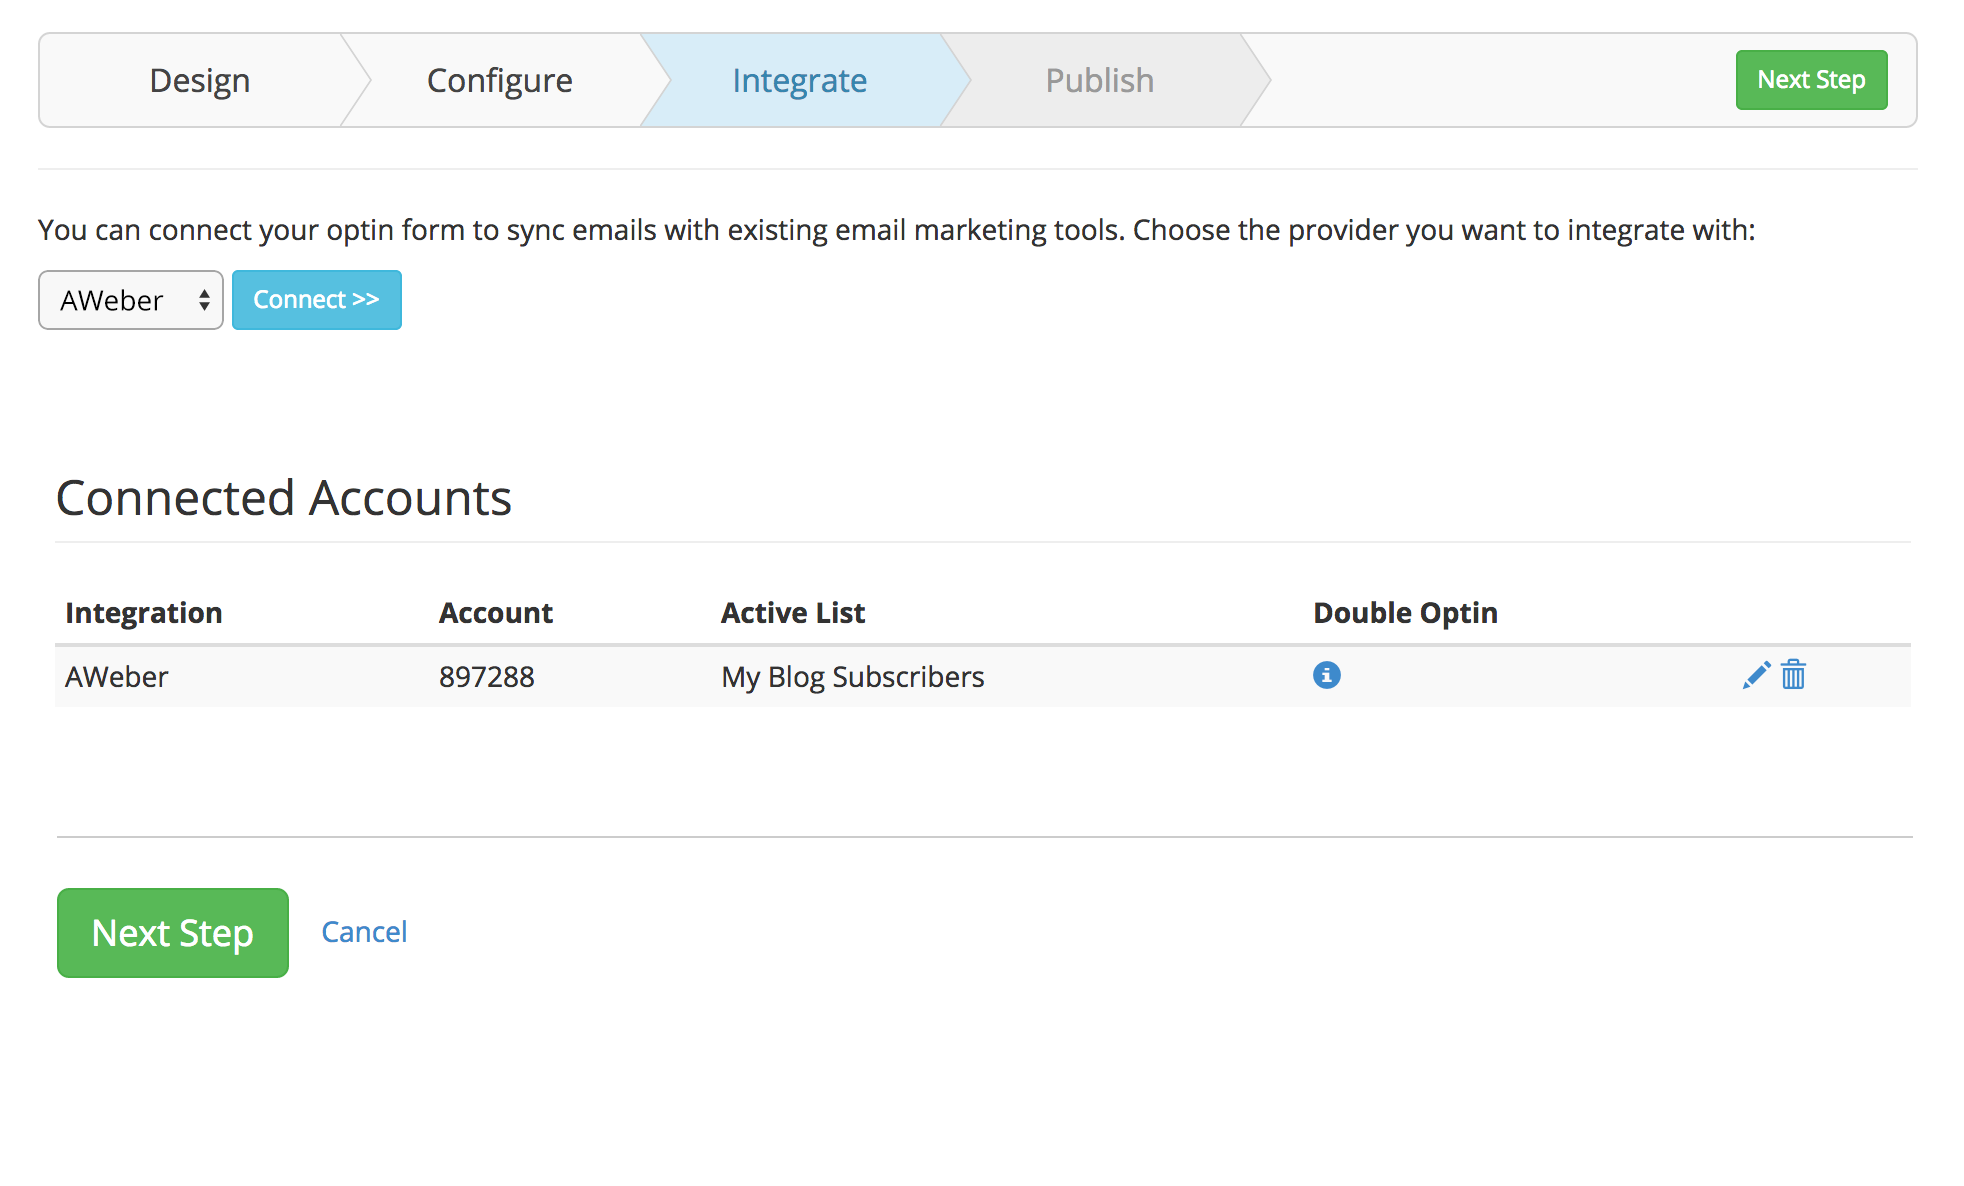 Design Configure Integrate Publish Next Step
You can connect your optin form to sync emails with existing email marketing tools. Choose the provider you want to integrate with:
AWeber Connect >>
Connected Accounts
Integration Account Active List Double Optin
AWeber 897288 My Blog Subscribers
Next Step Cancel